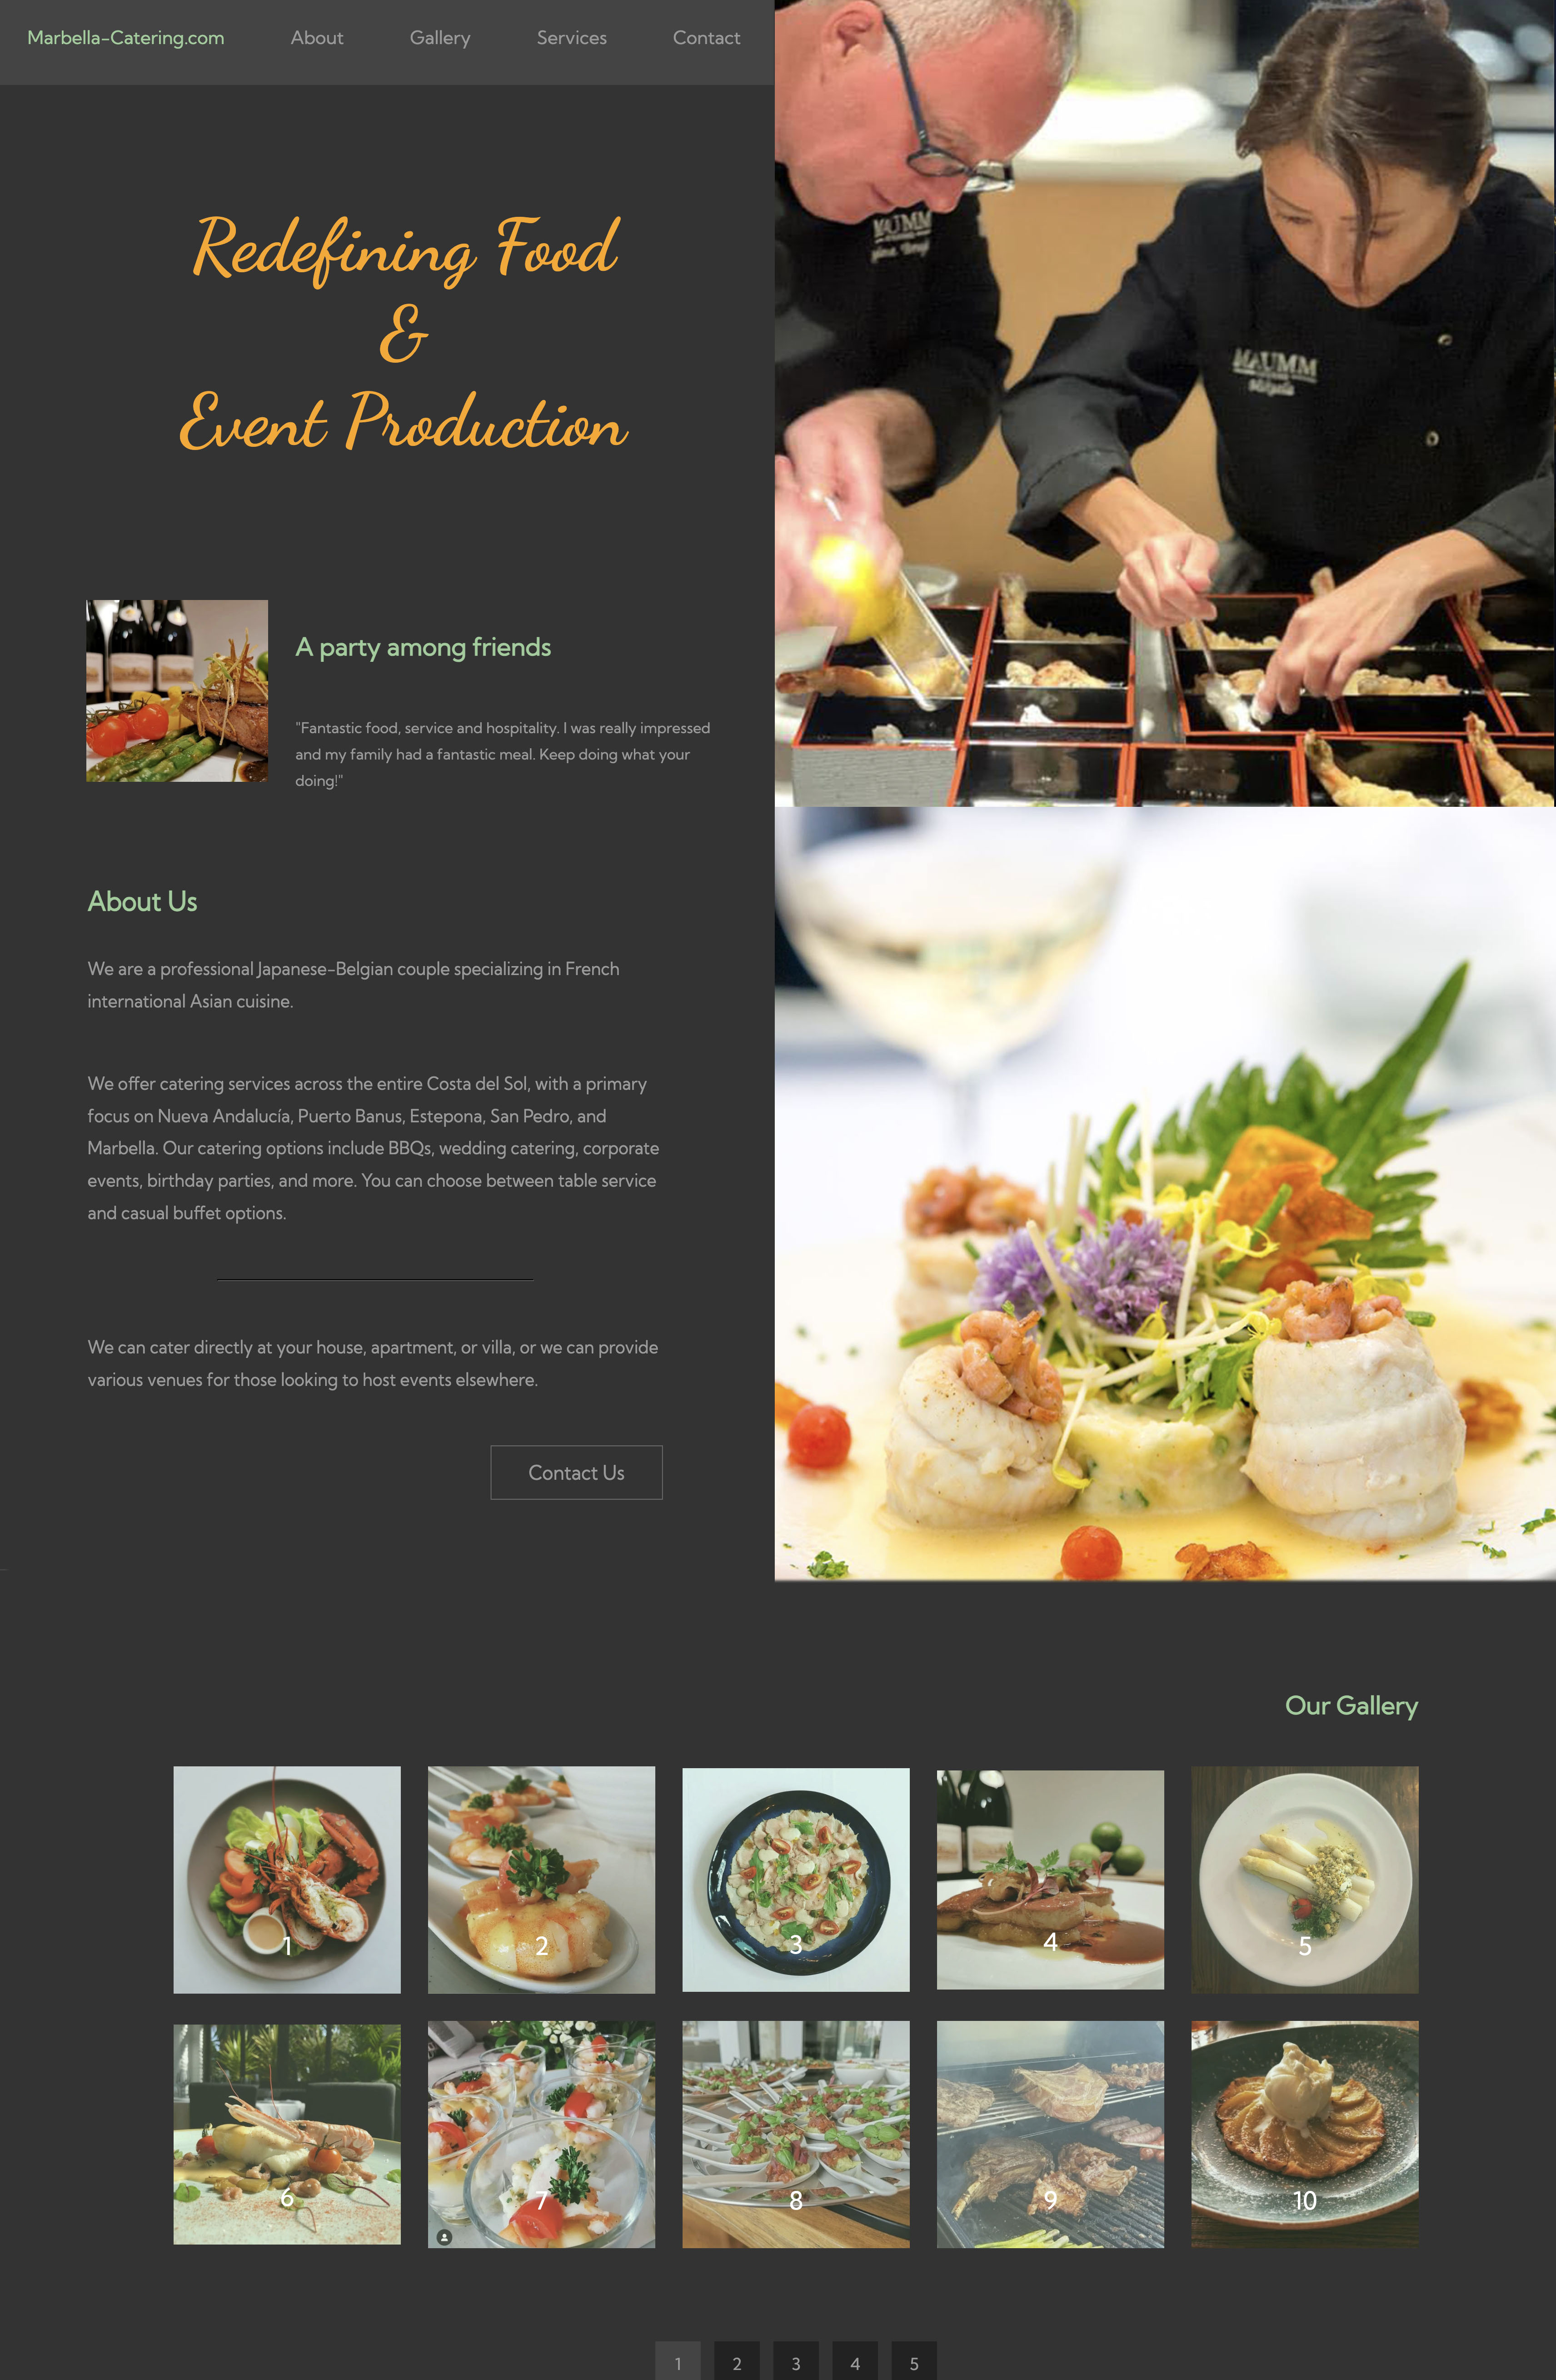 Marbella-Catering.com About Gallery Services Contact
Redefining Food
&
Event Production
MAUMM
MAUMM
A party among friends
"Fantastic food, service and hospitality. I was really impressed
and my family had a fantastic meal. Keep doing what your
doing!"
About Us
We are a professional Japanese-Belgian couple specializing in French
international Asian cuisine.
We offer catering services across the entire Costa del Sol, with a primary
focus on Nueva Andalucía, Puerto Banus, Estepona, San Pedro, and
Marbella. Our catering options include BBQs, wedding catering, corporate
events, birthday parties, and more. You can choose between table service
and casual buffet options.
We can cater directly at your house, apartment, or villa, or we can provide
various venues for those looking to host events elsewhere.
Contact Us
Our Gallery
1 2 3 4 5
6 7 8 9 10
1 2 3 4 5